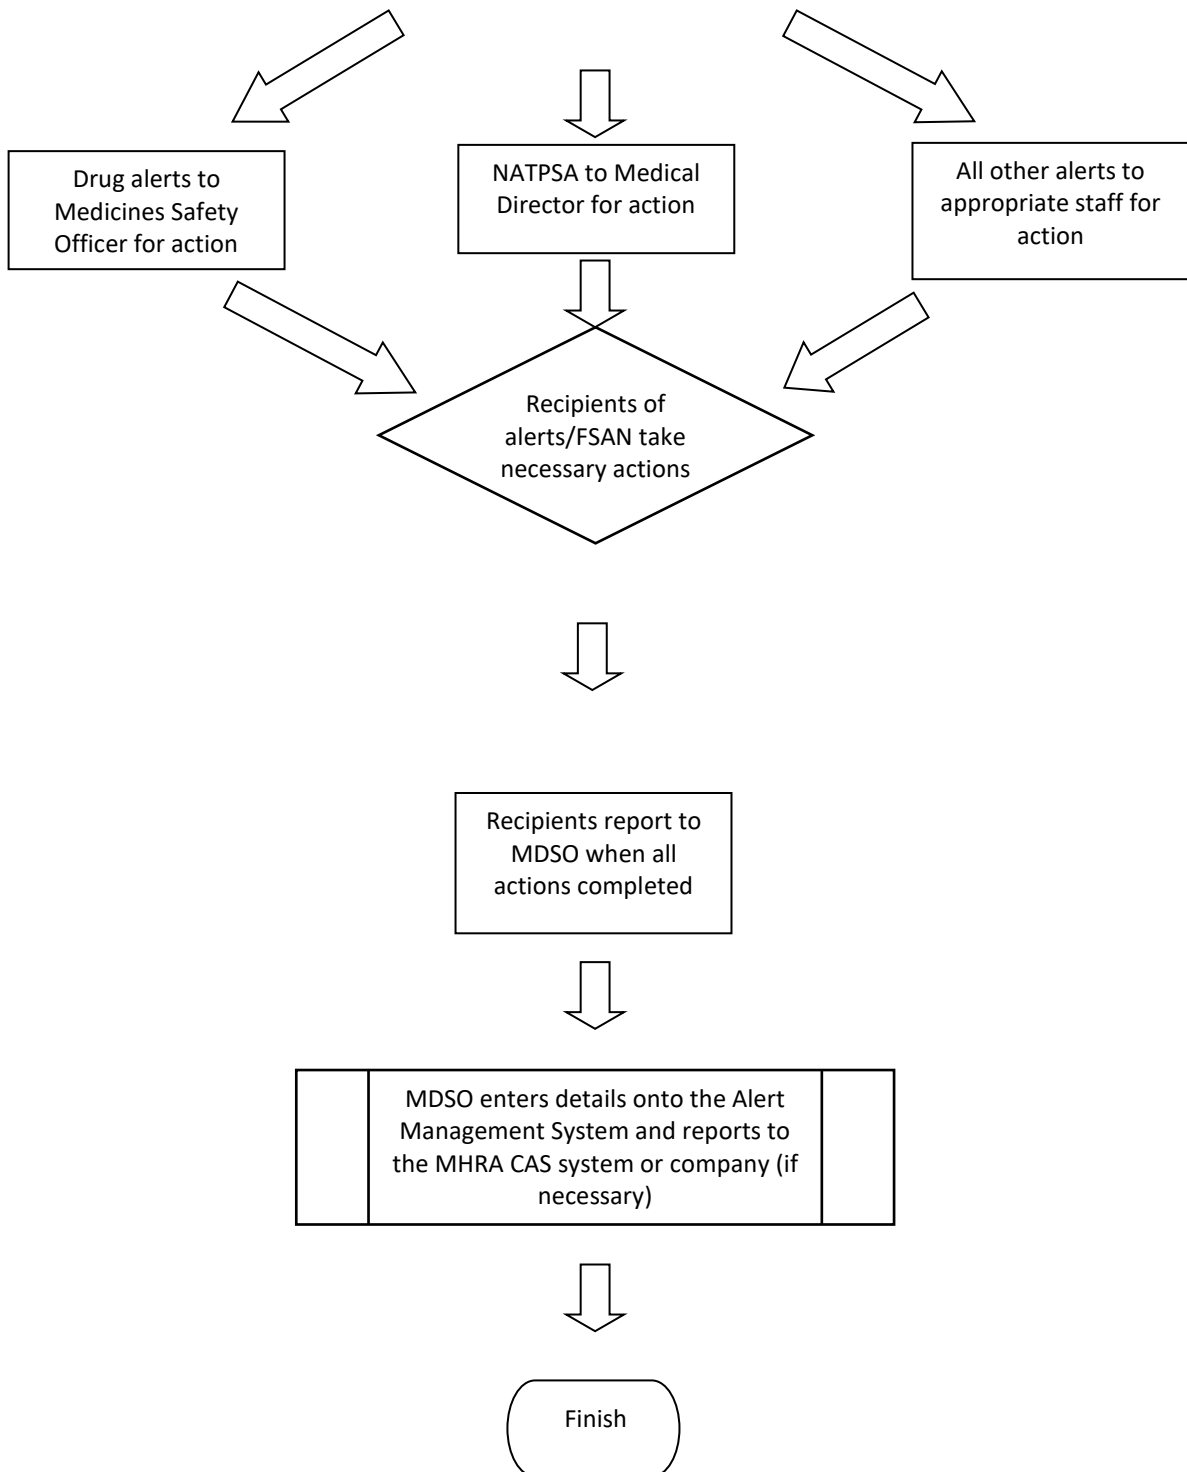 Drug alerts to
Medicines Safety
Officer for action
NATPSA to Medical
Director for action
All other alerts to
appropriate staff for
action
Recipients of
alerts/FSAN take
necessary actions
Recipients report to
MDSO when all
actions completed
MDSO enters details onto the Alert
Management System and reports to
the MHRA CAS system or company (if
necessary)
Finish